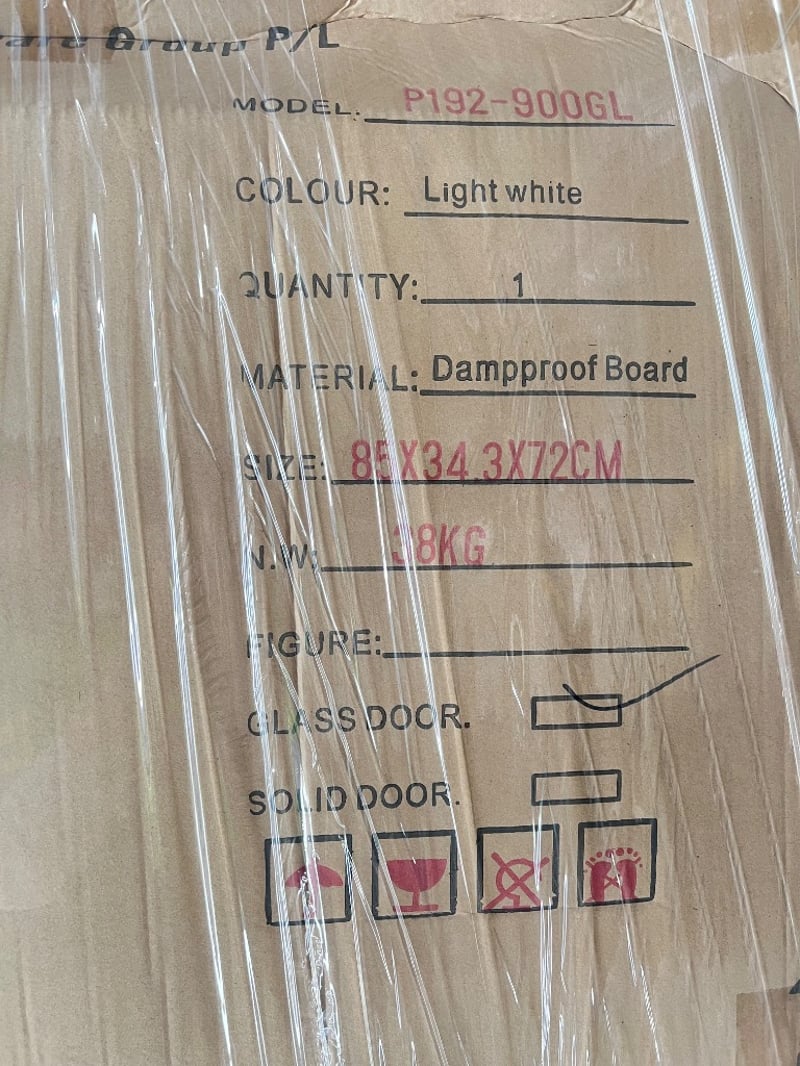 Group P/L
MODEL: P192-900GL
COLOUR: Light white
QUANTITY: 1
MATERIAL: Dampproof Board
SIZE: 85X34.3X72CM
N.W: 38KG
FIGURE:
GLASS DOOR.
SOLID DOOR.